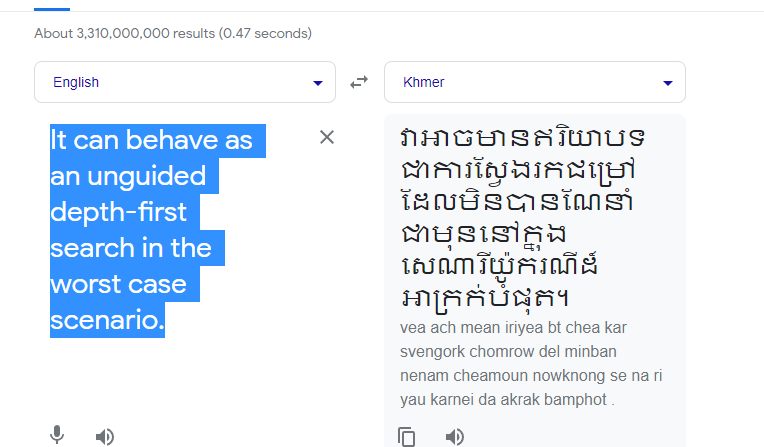 About 3,310,000,000 results (0.47 seconds)
English
Khmer
It can behave as
an unguided
depth-first
search in the
worst case
scenario.
វាអាចមានឥរិយាបទ
ជាការស្វែងរកជម្រៅ
ដែលមិនបានណែនាំ
ជាមុននៅក្នុង
សេណារីយ៉ូករណីដ៍
អាក្រក់បំផុត។
vea ach mean iriyea bt chea kar
svengork chomrow del minban
nenam cheamoun nowknong se na ri
yau karnei da akrak bamphot .